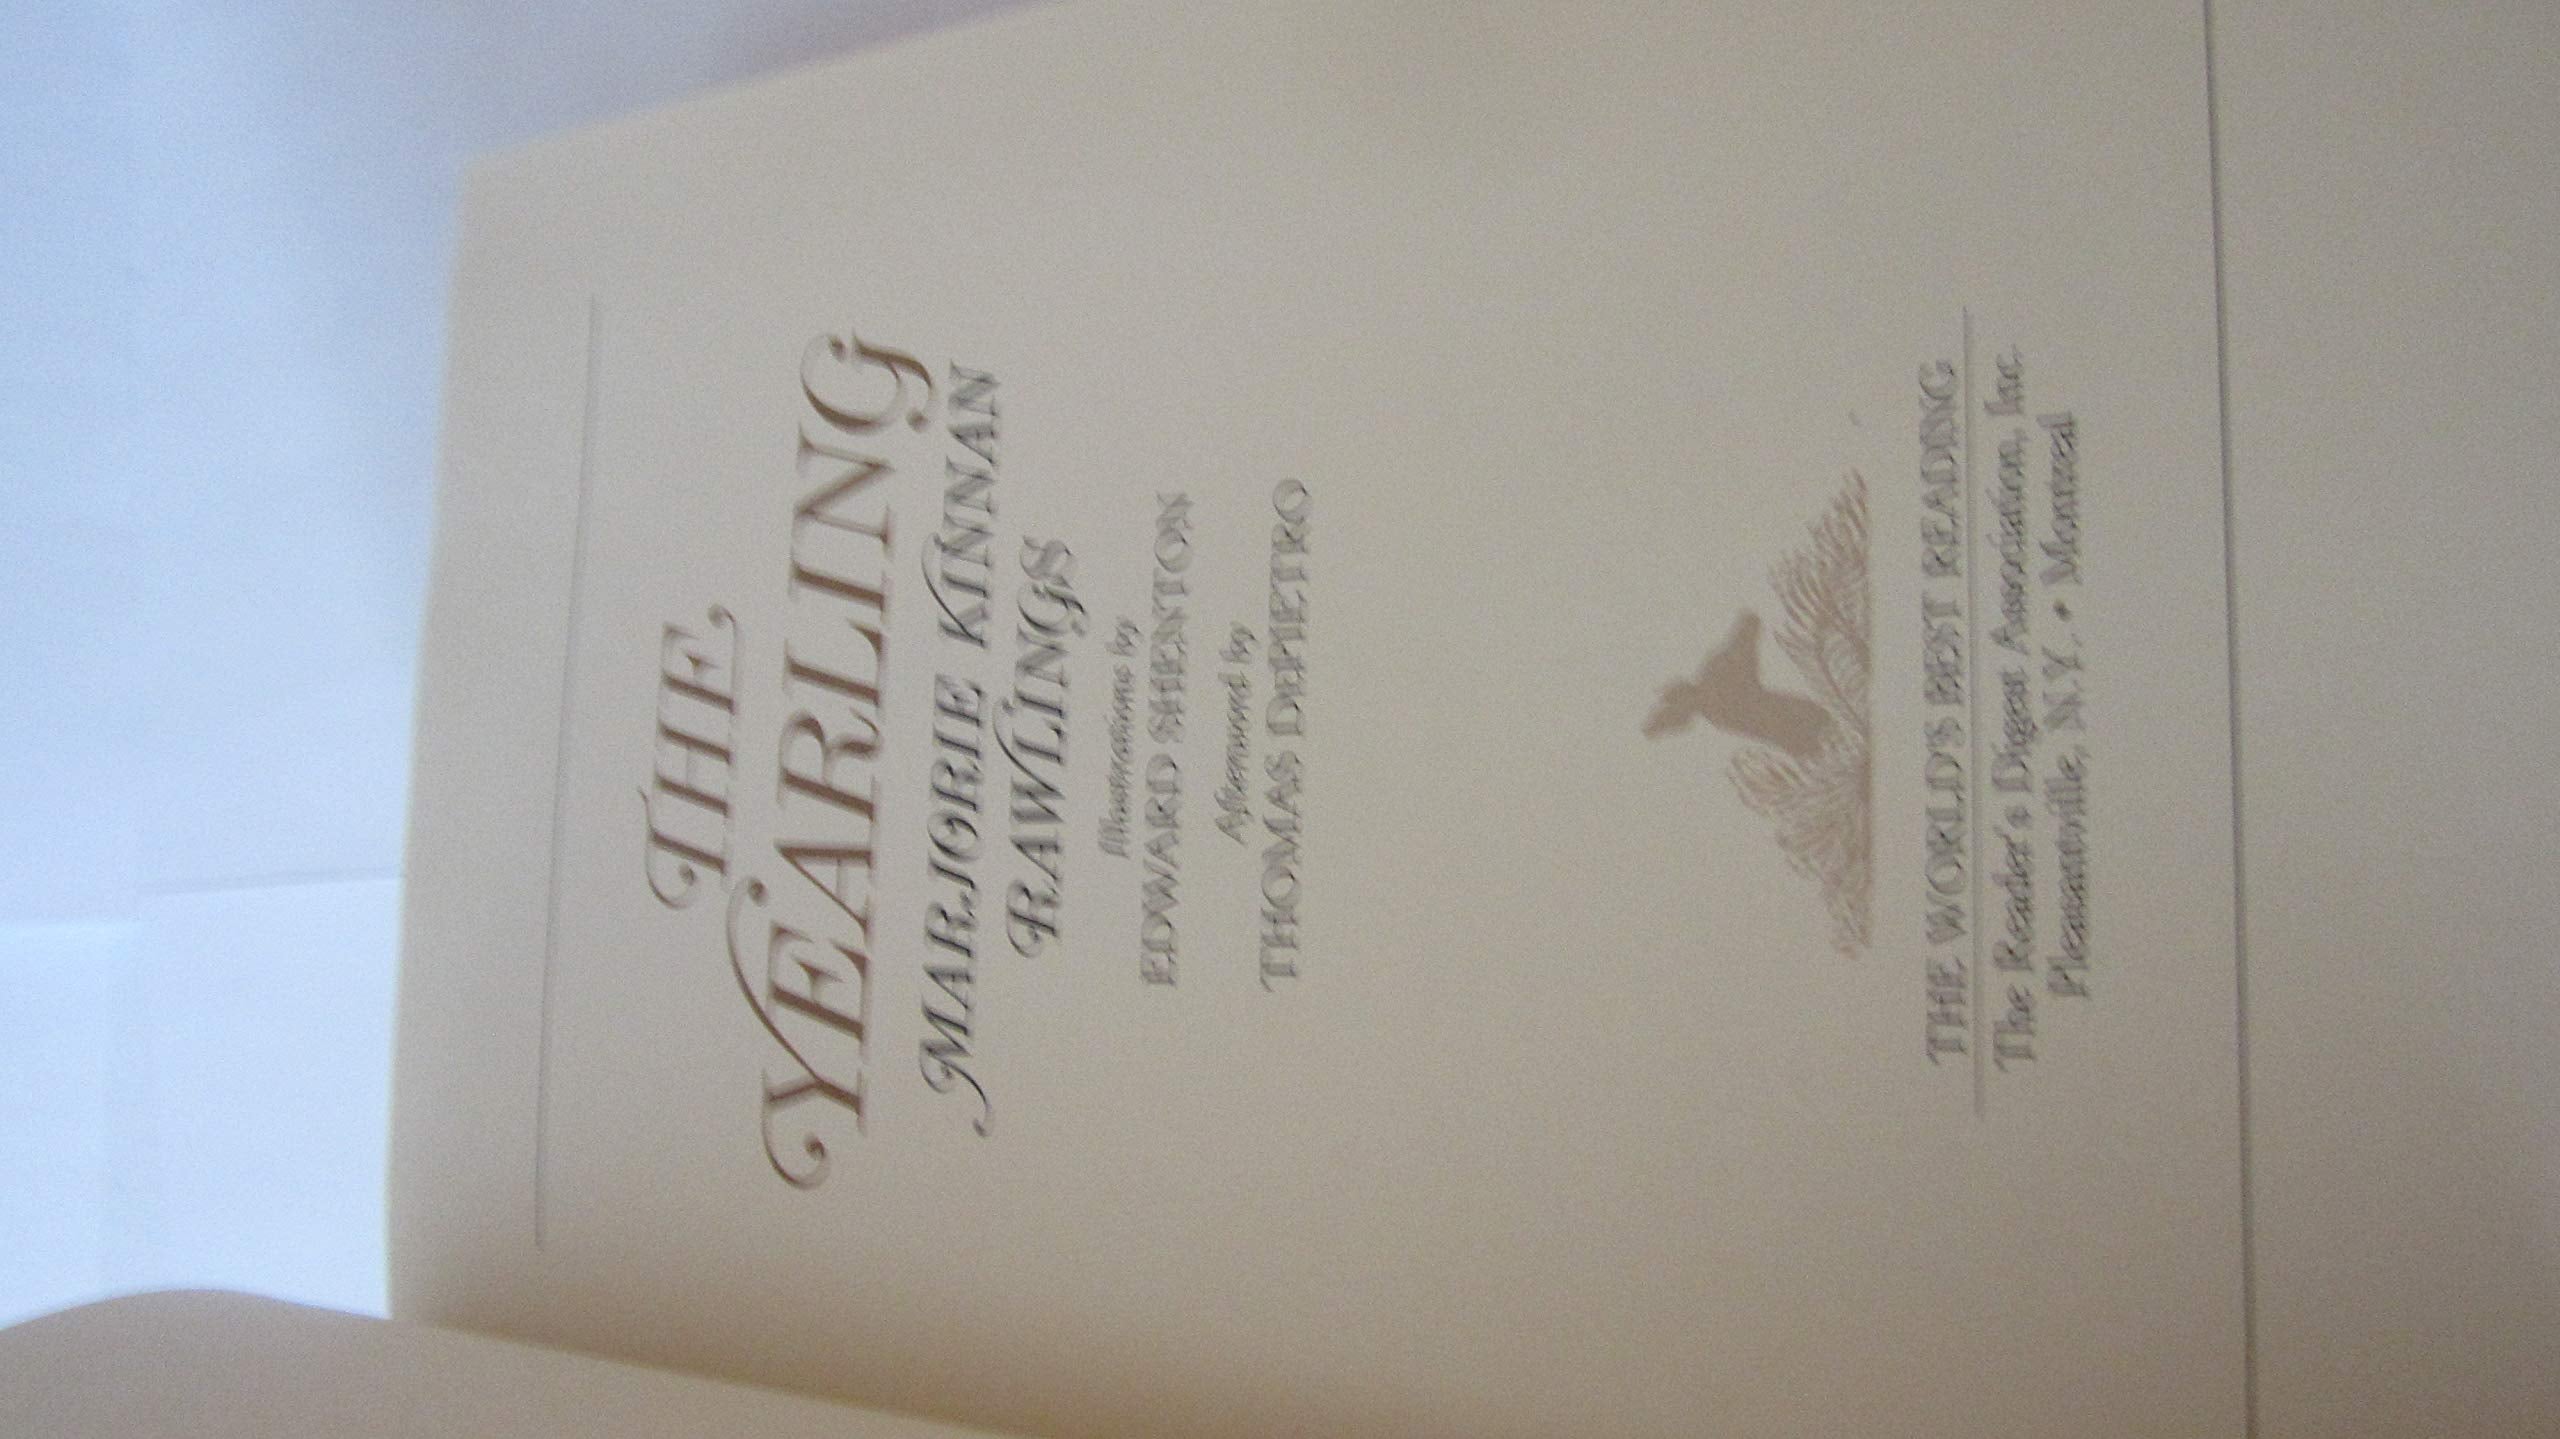 THE
YEARLING
MARJORIE KINNAN
RAWLINGS
Illustrations by
EDWARD SHENTON
Afterword by
THOMAS DEPIETRO
THE WORLD'S BEST READING
The Reader's Digest Association, Inc.
Pleasantville, N.Y. • Montreal